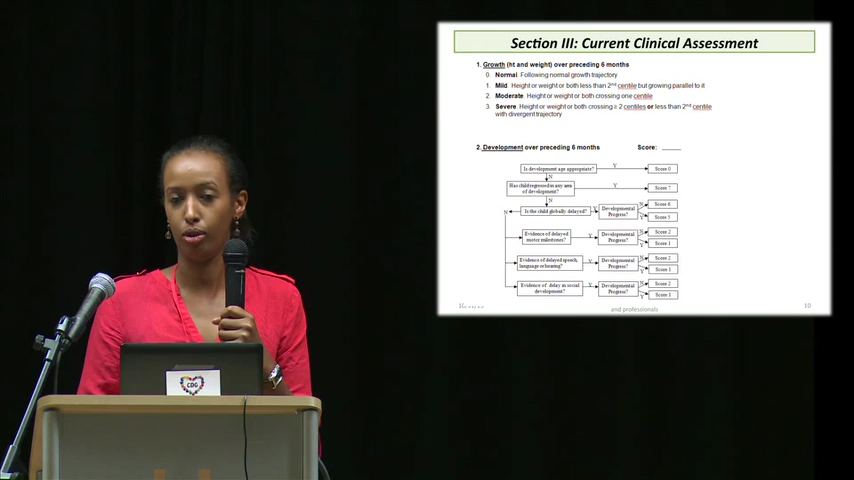 Section III: Current Clinical Assessment
1. Growth (ht and weight) over preceding 6 months
0. Normal Following normal growth trajectory
1. Mild Height or weight or both less than 2nd centile but growing parallel to it
2. Moderate Height or weight or both crossing one centile
3. Severe Height or weight or both crossing ≥ 2 centiles or less than 2nd centile
with divergent trajectory
2. Development over preceding 6 months Score: _____
Is development age appropriate?
Y
Score 0
N
Has child regressed in any area
of development?
Y
Score 7
N
Is the child globally delayed?
Y
Developmental
Progress?
N
Score 6
Y
Score 5
N
Evidence of delayed
motor milestones?
Y
Developmental
Progress?
N
Score 2
Y
Score 1
Evidence of delayed speech,
language or hearing?
Y
Developmental
Progress?
N
Score 2
Y
Score 1
Evidence of delay in social
development?
Y
Developmental
Progress?
N
Score 2
Y
Score 1
and professionals
10
CDG